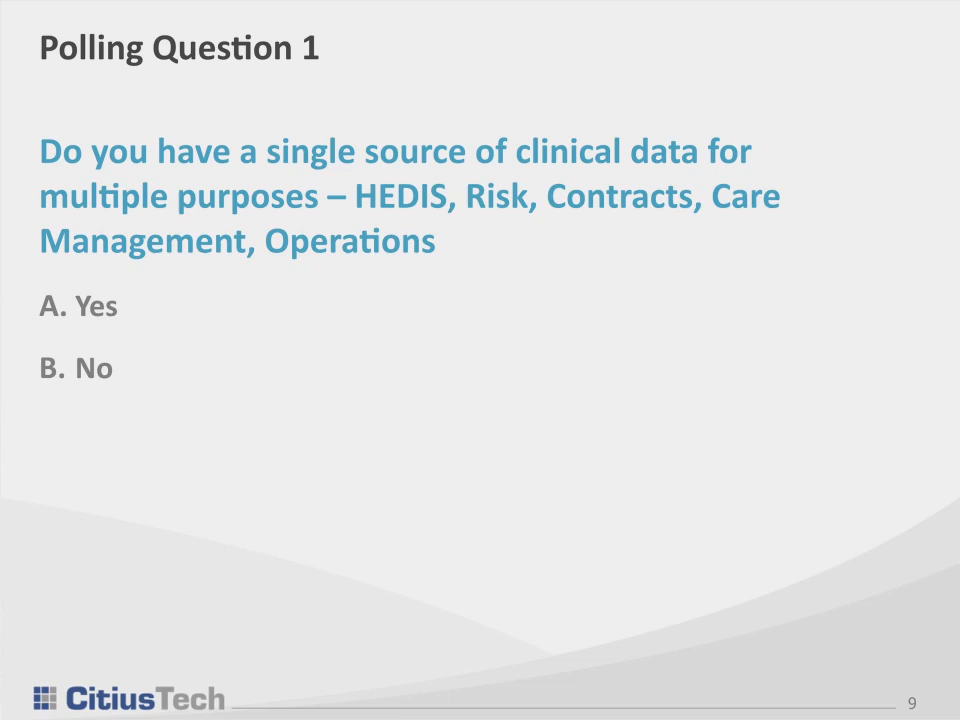 Polling Question 1
Do you have a single source of clinical data for
multiple purposes – HEDIS, Risk, Contracts, Care
Management, Operations
A. Yes
B. No
CitiusTech
9